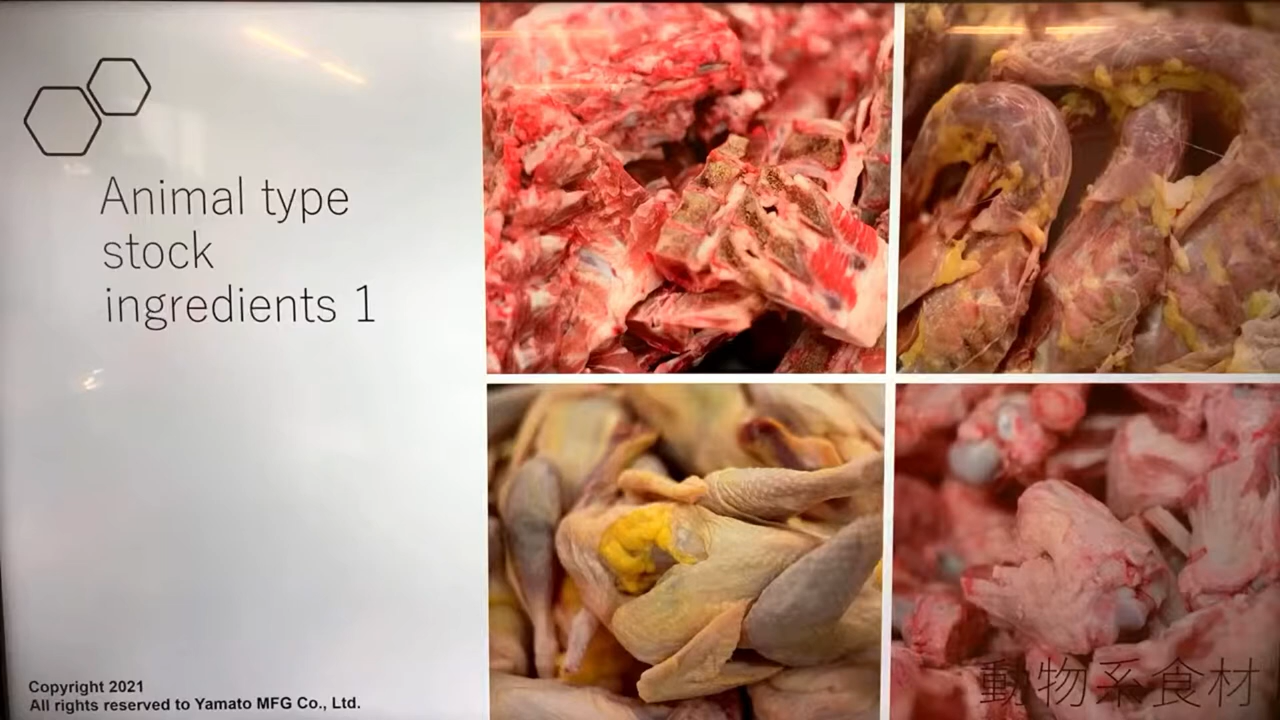 Animal type
stock
ingredients 1
Copyright 2021
All rights reserved to Yamato MFG Co., Ltd.
動物系食材